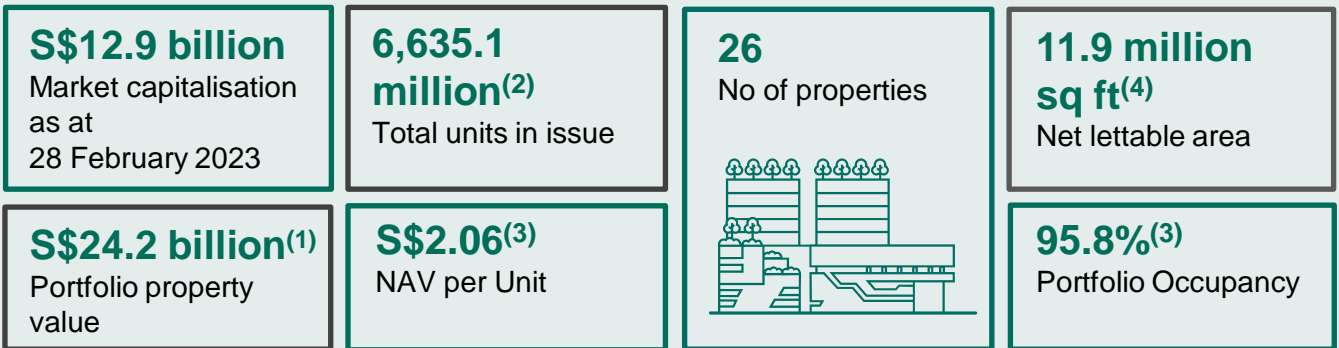 S$12.9 billion
Market capitalisation
as at
28 February 2023
6,635.1
million(2)
Total units in issue
26
No of properties
11.9 million
sq ft(4)
Net lettable area
S$24.2 billion(1)
Portfolio property
value
S$2.06(3)
NAV per Unit
95.8%(3)
Portfolio Occupancy